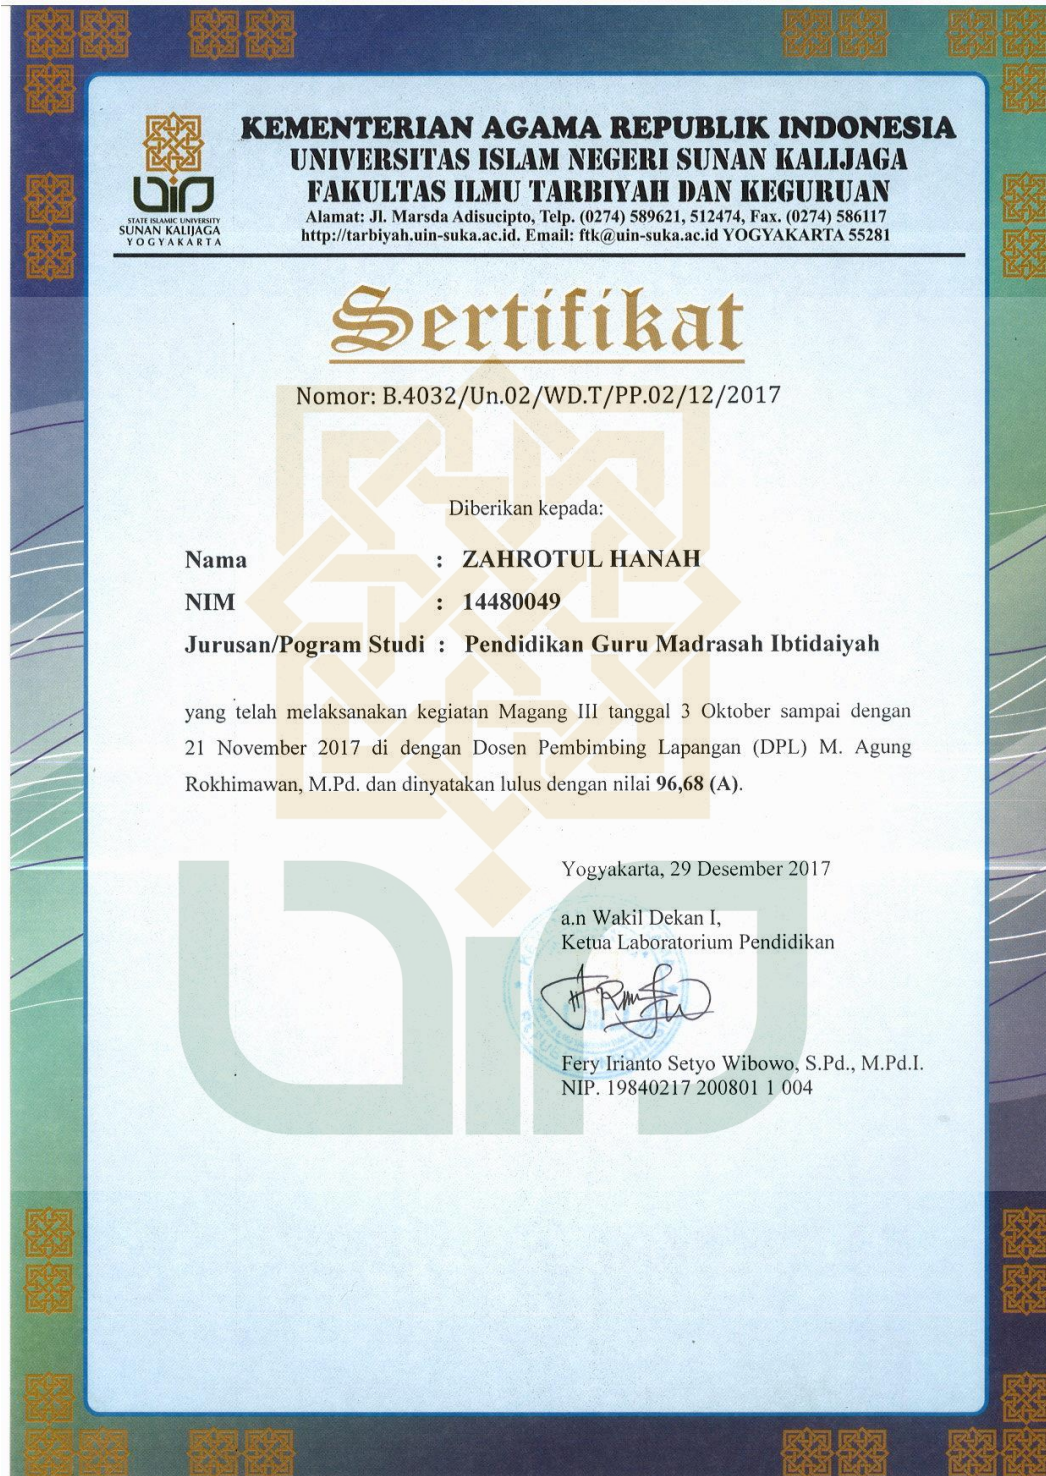 KEMENTERIAN AGAMA REPUBLIK INDONESIA
UNIVERSITAS ISLAM NEGERI SUNAN KALIJAGA
FAKULTAS ILMU TARBIYAH DAN KEGURUAN
Alamat: Jl. Marsda Adisucipto, Telp. (0274) 589621, 512474, Fax. (0274) 586117
http://tarbiyah.uin-suka.ac.id. Email: ftk@uin-suka.ac.id YOGYAKARTA 55281
uin
STATE ISLAMIC UNIVERSITY
SUNAN KALIJAGA
YOGYAKARTA
Sertifikat
Nomor: B.4032/Un.02/WD.T/PP.02/12/2017
Diberikan kepada:
Nama : ZAHROTUL HANAH
NIM : 14480049
Jurusan/Pogram Studi : Pendidikan Guru Madrasah Ibtidaiyah
yang telah melaksanakan kegiatan Magang III tanggal 3 Oktober sampai dengan
21 November 2017 di dengan Dosen Pembimbing Lapangan (DPL) M. Agung
Rokhimawan, M.Pd. dan dinyatakan lulus dengan nilai 96,68 (A).
Yogyakarta, 29 Desember 2017
a.n Wakil Dekan I,
Ketua Laboratorium Pendidikan
Fery Irianto Setyo Wibowo, S.Pd., M.Pd.I.
NIP. 19840217 200801 1 004